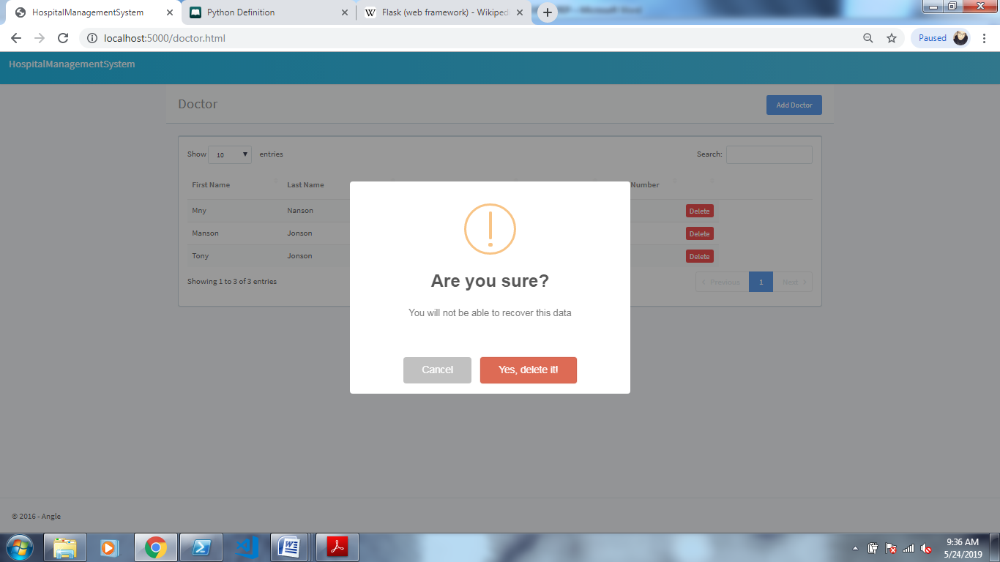 HospitalManagementSystem
Python Definition
Flask (web framework) - Wikiped
localhost:5000/doctor.html
Paused
HospitalManagementSystem
Doctor
Add Doctor
Show 10 entries
Search:
First Name Last Name Number
Mny Nanson Delete
Manson Jonson Delete
Tony Jonson Delete
Showing 1 to 3 of 3 entries
Previous 1 Next
Are you sure?
You will not be able to recover this data
Cancel Yes, delete it!
© 2016 - Angle
9:36 AM
5/24/2019